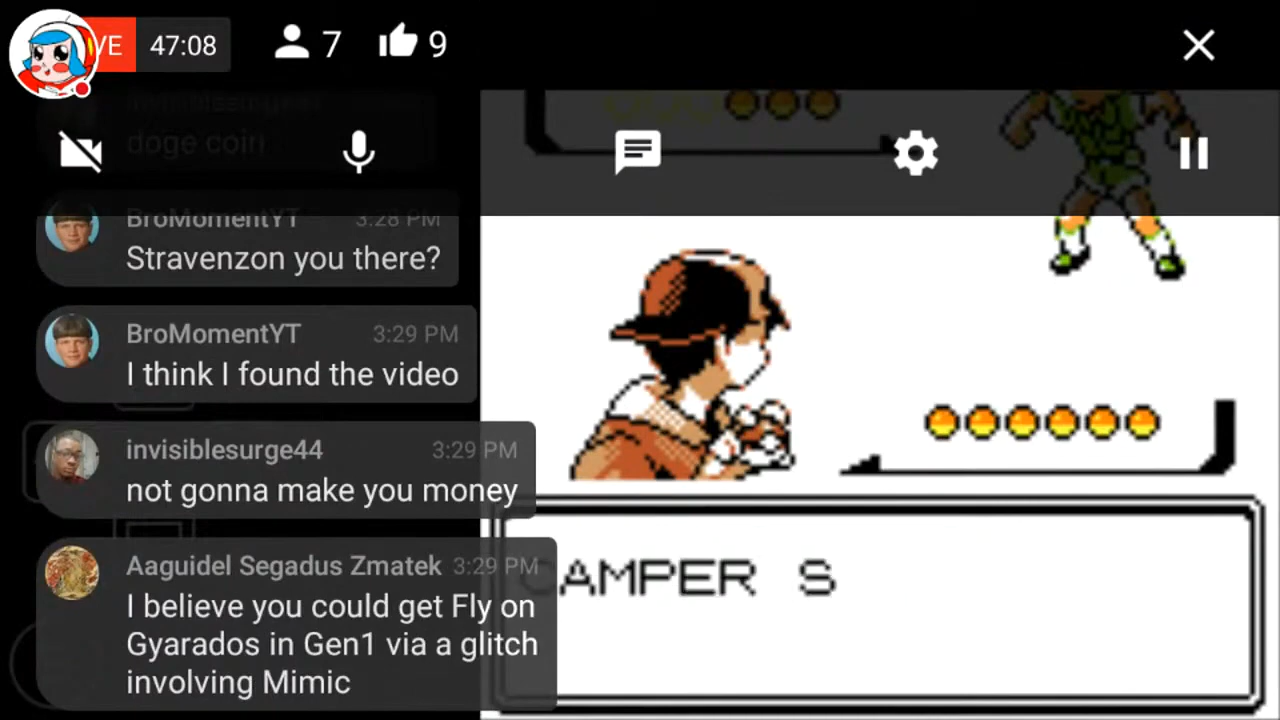 VE 47:08 7 9
doge coin
BroMomentYT 3:28 PM
Stravenzon you there?
BroMomentYT 3:29 PM
I think I found the video
invisiblesurge44 3:29 PM
not gonna make you money
Aaguidel Segadus Zmatek 3:29 PM
I believe you could get Fly on
Gyarados in Gen1 via a glitch
involving Mimic
CAMPER S